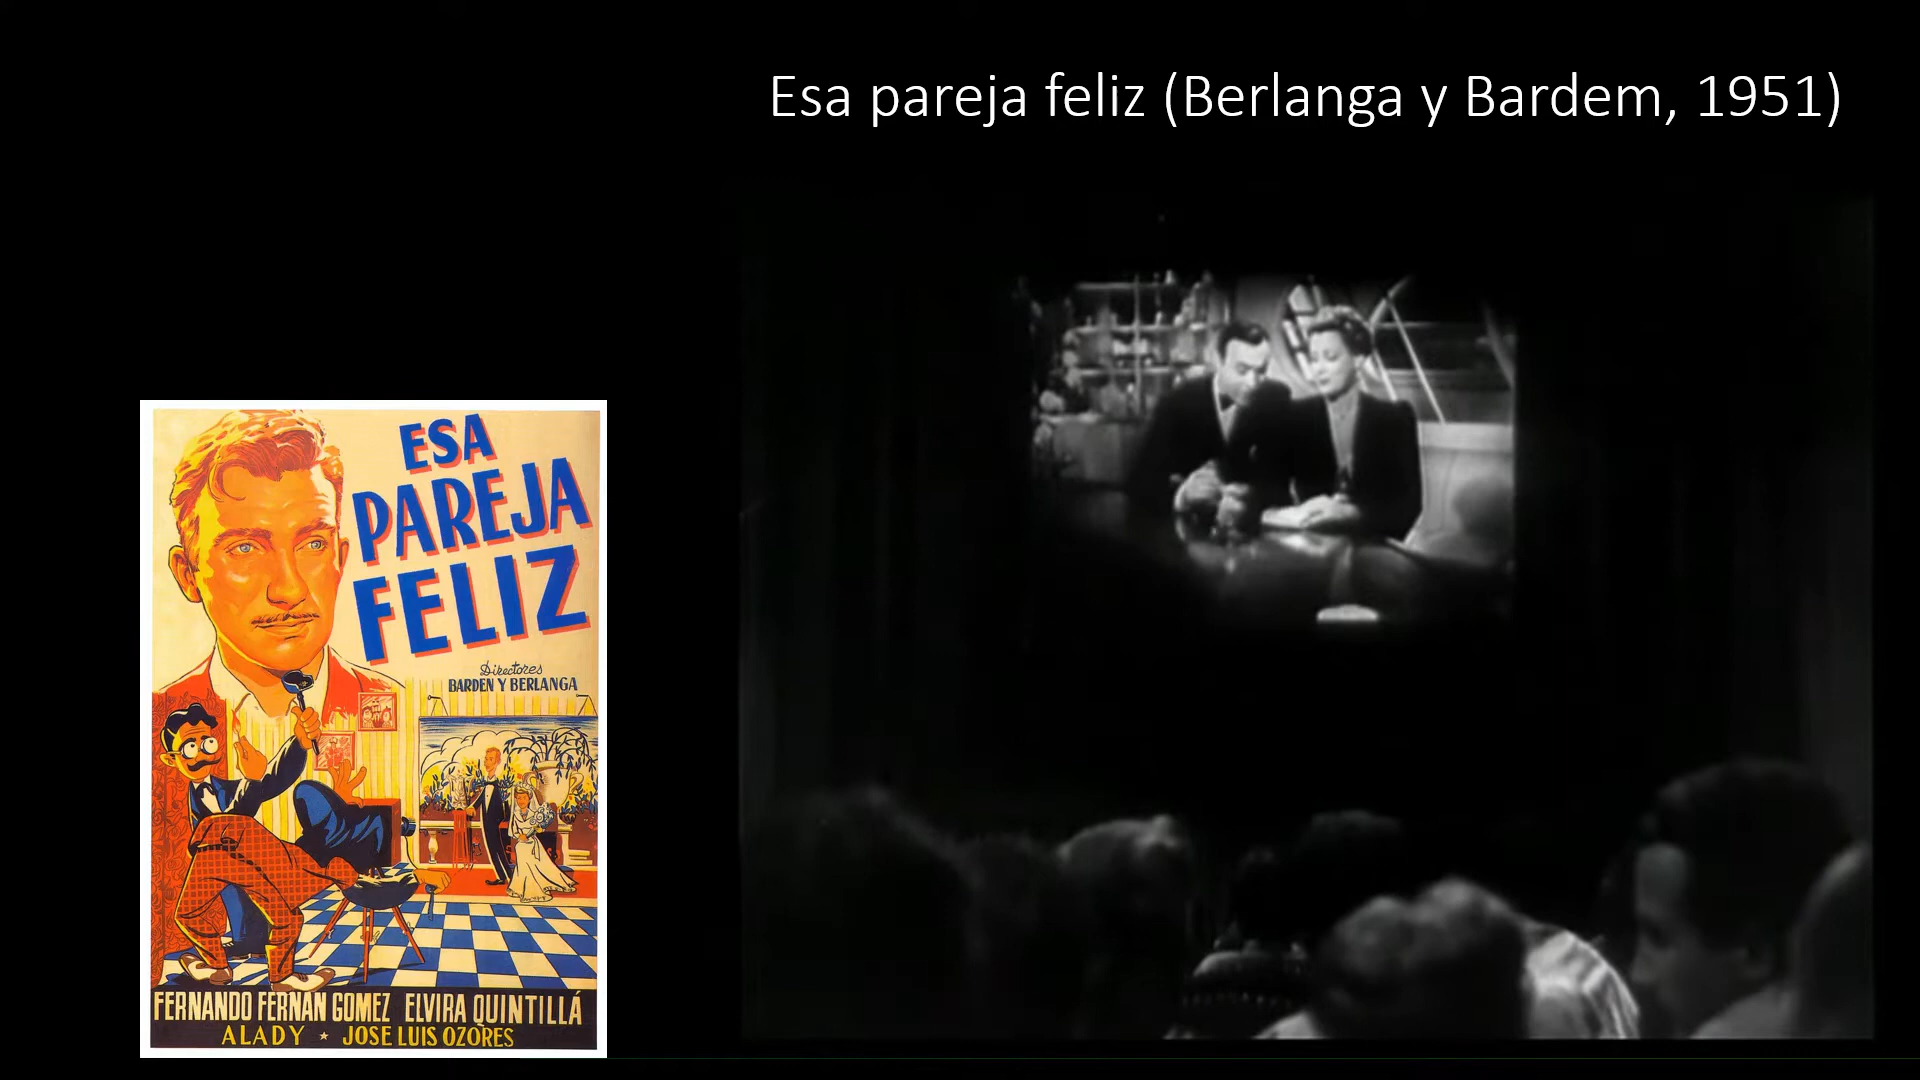 Esa pareja feliz (Berlanga y Bardem, 1951)
ESA
PAREJA
FELIZ
Directores
BARDEN Y BERLANGA
FERNANDO FERNAN GOMEZ ELVIRA QUINTILLÁ
ALADY ★ JOSE LUIS OZORES